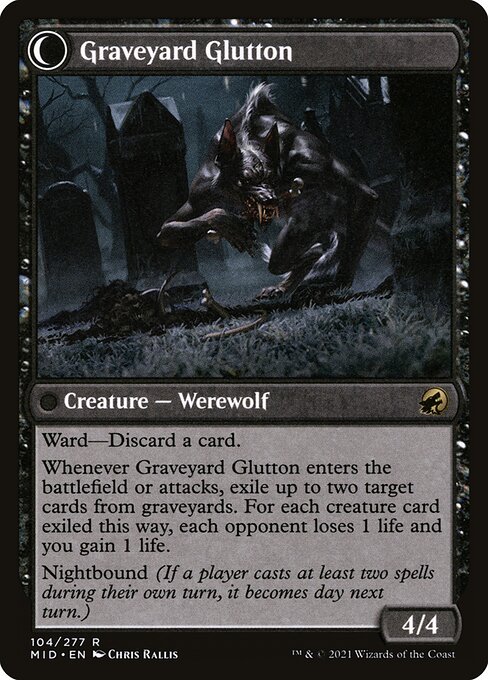 Graveyard Glutton
Creature — Werewolf
Ward—Discard a card.
Whenever Graveyard Glutton enters the
battlefield or attacks, exile up to two target
cards from graveyards. For each creature card
exiled this way, each opponent loses 1 life and
you gain 1 life.
Nightbound (If a player casts at least two spells
during their own turn, it becomes day next
turn.)
4/4
104/277 R
MID • EN Chris Rallis
™ & © 2021 Wizards of the Coast